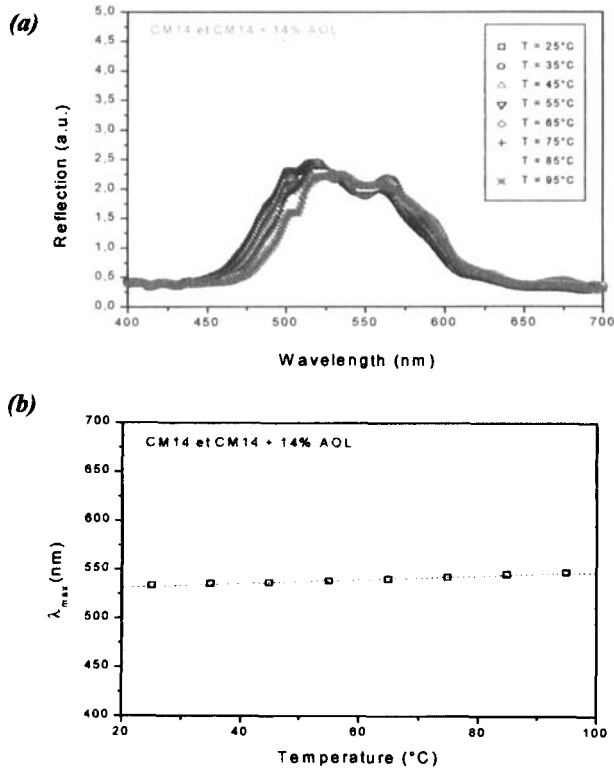 (a)
CM14 et CM14 + 14% AOL
5,0
4,5
4,0
3,5
3,0
2,5
2,0
1,5
1,0
0,5
0,0
Reflection (a.u.)
T = 25°C
T = 35°C
T = 45°C
T = 55°C
T = 65°C
T = 75°C
T = 85°C
T = 95°C
400 450 500 550 600 650 700
Wavelength (nm)
(b)
CM14 et CM14 + 14% AOL
700
650
600
550
500
450
400
λmax (nm)
20 40 60 80 100
Temperature (°C)